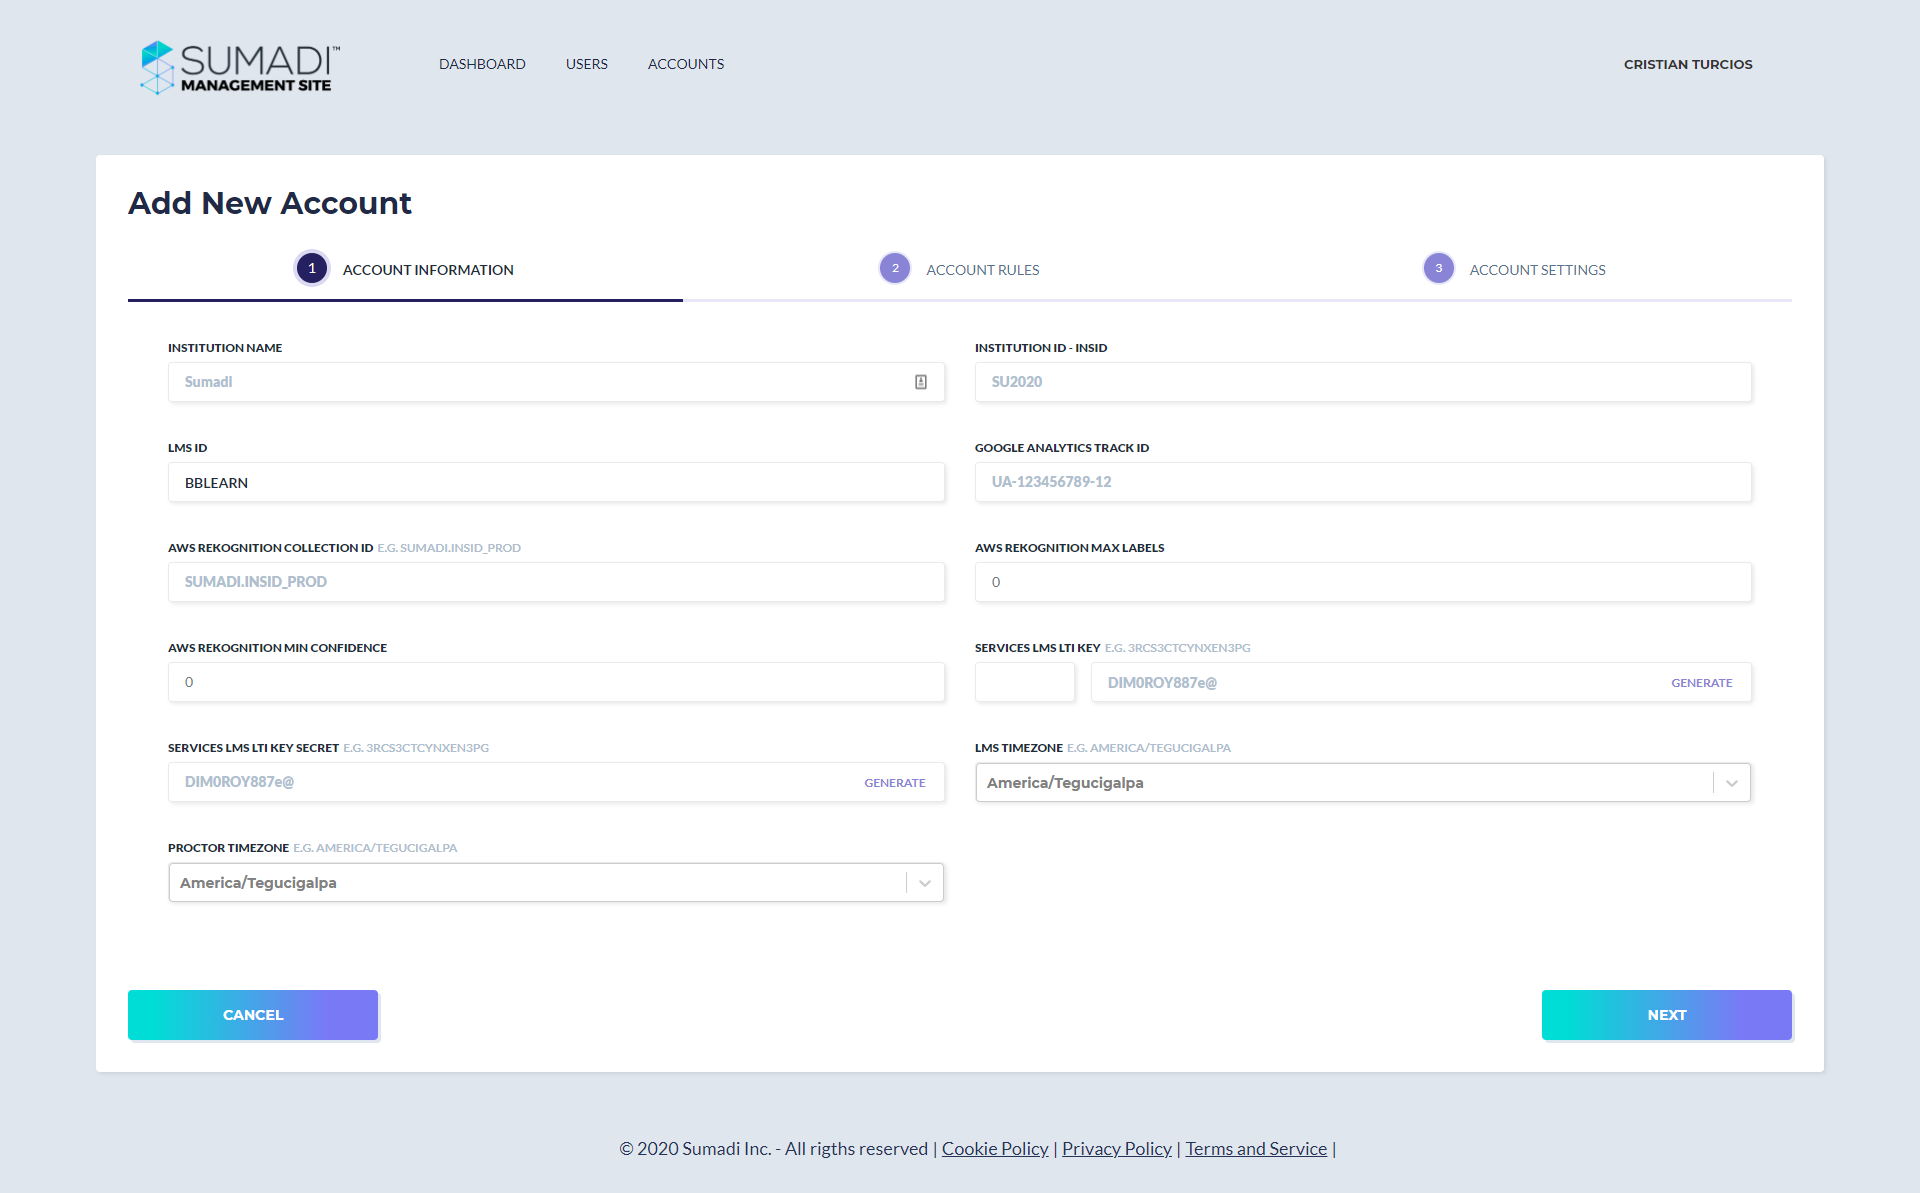 SUMADI™
MANAGEMENT SITE
DASHBOARD USERS ACCOUNTS
CRISTIAN TURCIOS
Add New Account
1 ACCOUNT INFORMATION
2 ACCOUNT RULES
3 ACCOUNT SETTINGS
INSTITUTION NAME
Sumadi
INSTITUTION ID - INSID
SU2020
LMS ID
BBLEARN
GOOGLE ANALYTICS TRACK ID
UA-123456789-12
AWS REKOGNITION COLLECTION ID E.G. SUMADI.INSID_PROD
SUMADI.INSID_PROD
AWS REKOGNITION MAX LABELS
0
AWS REKOGNITION MIN CONFIDENCE
0
SERVICES LMS LTI KEY E.G. 3RCS3CTCYNXEN3PG
DIM0ROY887e@ GENERATE
SERVICES LMS LTI KEY SECRET E.G. 3RCS3CTCYNXEN3PG
DIM0ROY887e@ GENERATE
LMS TIMEZONE E.G. AMERICA/TEGUCIGALPA
America/Tegucigalpa
PROCTOR TIMEZONE E.G. AMERICA/TEGUCIGALPA
America/Tegucigalpa
CANCEL
NEXT
© 2020 Sumadi Inc. - All rigths reserved | Cookie Policy | Privacy Policy | Terms and Service |